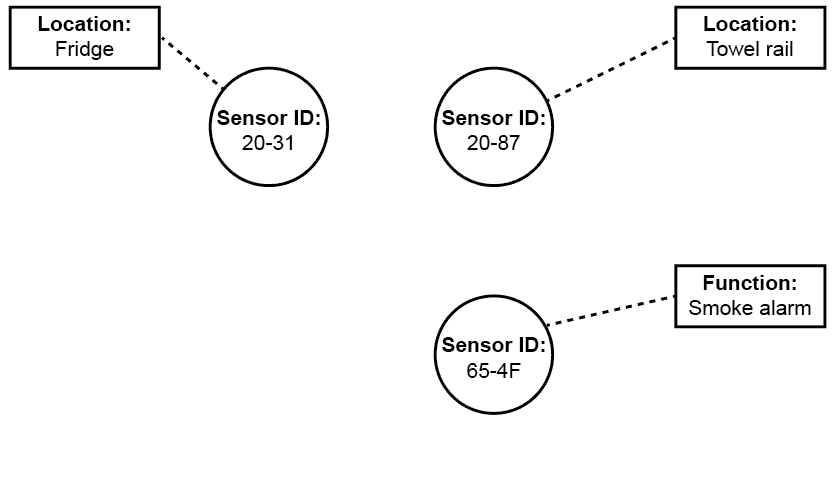 Location:
Fridge
Sensor ID:
20-31
Sensor ID:
20-87
Location:
Towel rail
Sensor ID:
65-4F
Function:
Smoke alarm